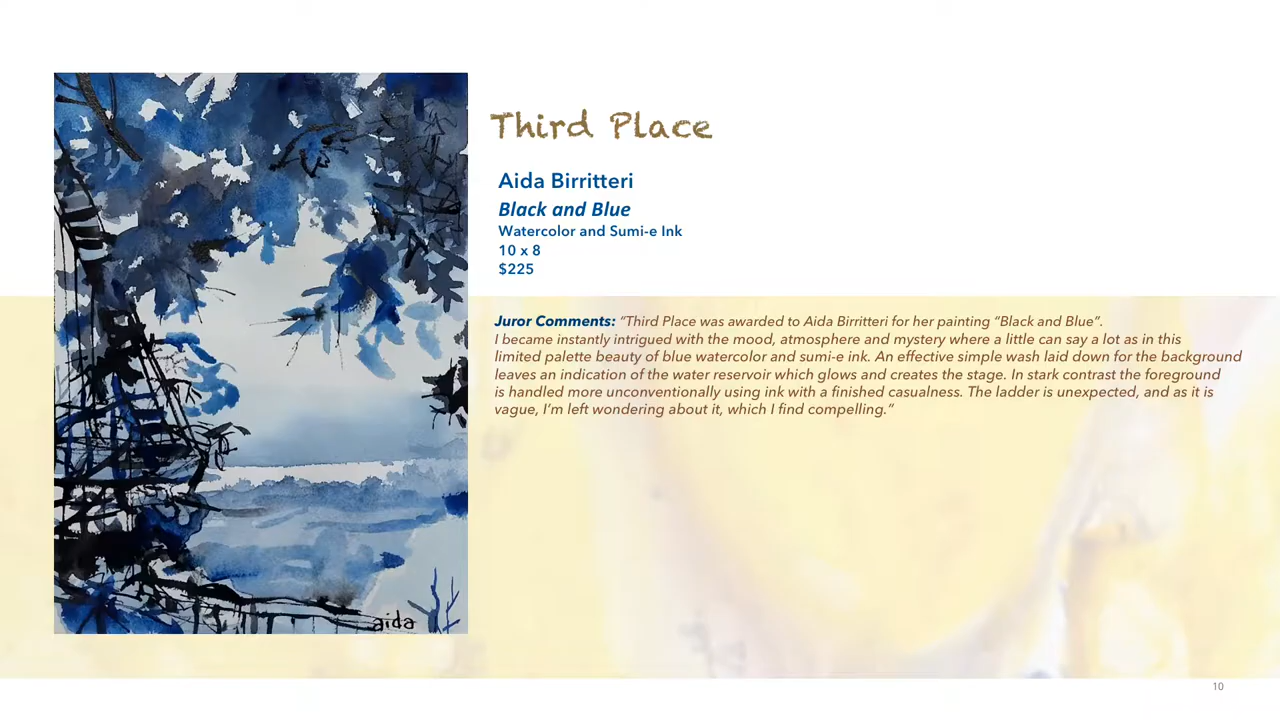 Third Place
Aida Birritteri
Black and Blue
Watercolor and Sumi-e Ink
10 x 8
$225
Juror Comments: “Third Place was awarded to Aida Birritteri for her painting “Black and Blue”.
I became instantly intrigued with the mood, atmosphere and mystery where a little can say a lot as in this
limited palette beauty of blue watercolor and sumi-e ink. An effective simple wash laid down for the background
leaves an indication of the water reservoir which glows and creates the stage. In stark contrast the foreground
is handled more unconventionally using ink with a finished casualness. The ladder is unexpected, and as it is
vague, I’m left wondering about it, which I find compelling.”
aida
10